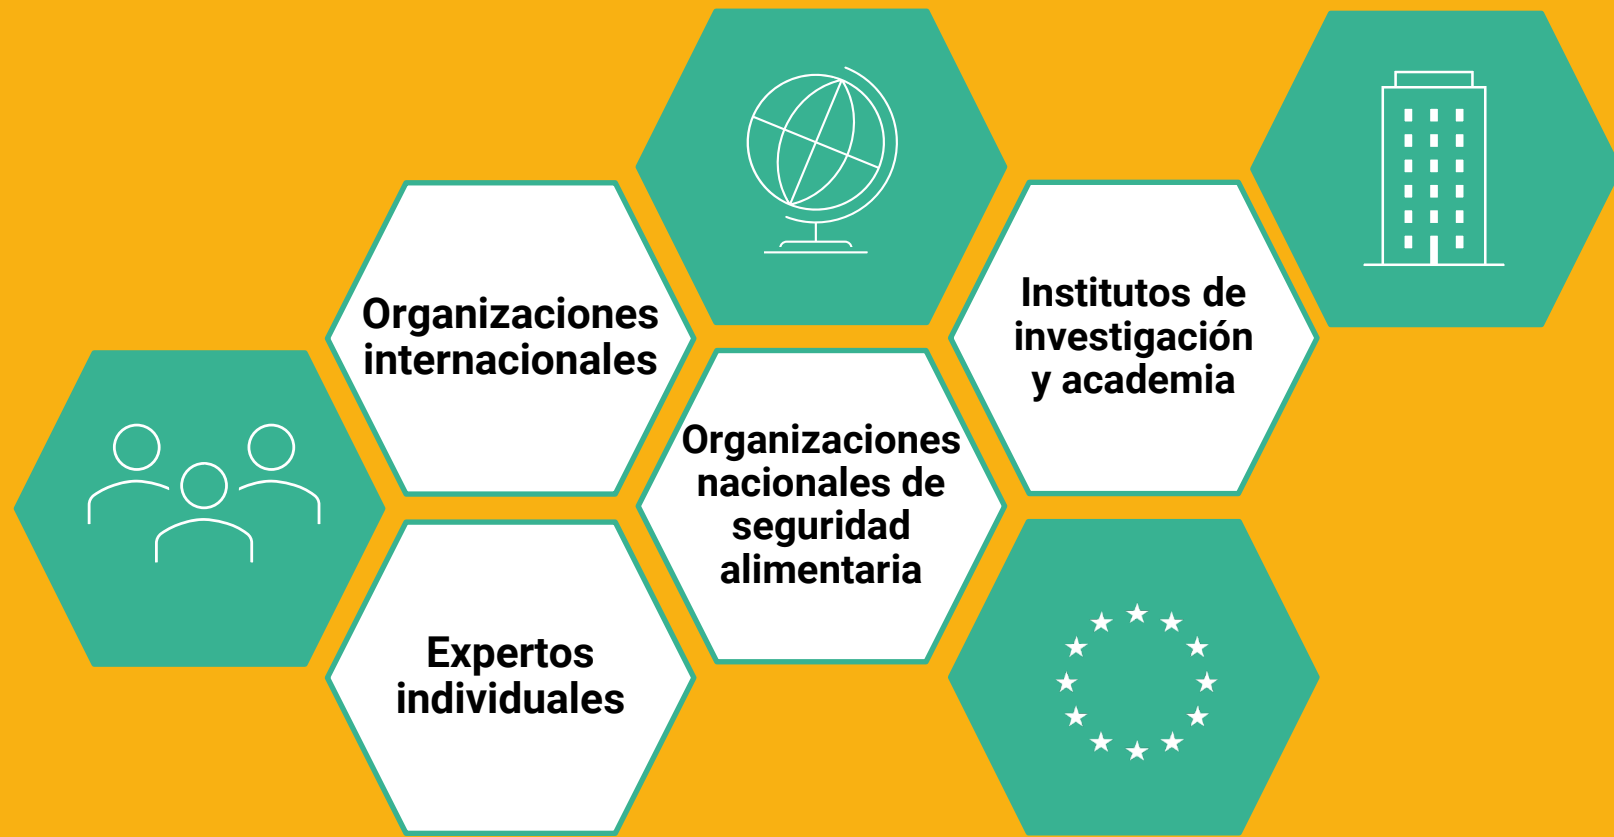 Organizaciones
internacionales
Institutos de
investigación
y academia
Organizaciones
nacionales de
seguridad
alimentaria
Expertos
individuales